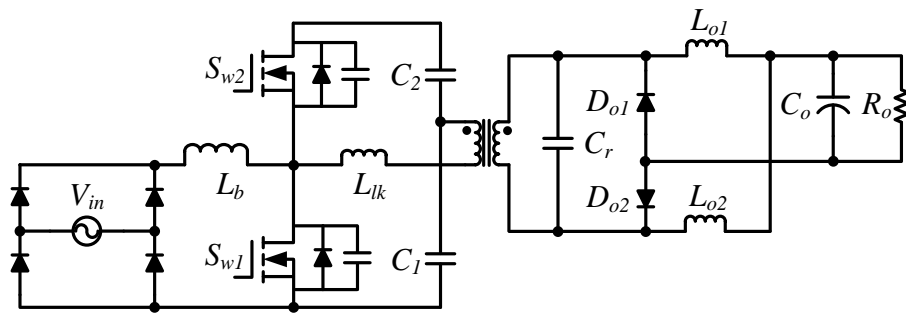 L_{o1}
S_{w2}
C_2
D_{o1}
C_o
R_o
V_{in}
L_b
L_{lk}
C_r
D_{o2}
L_{o2}
S_{w1}
C_1